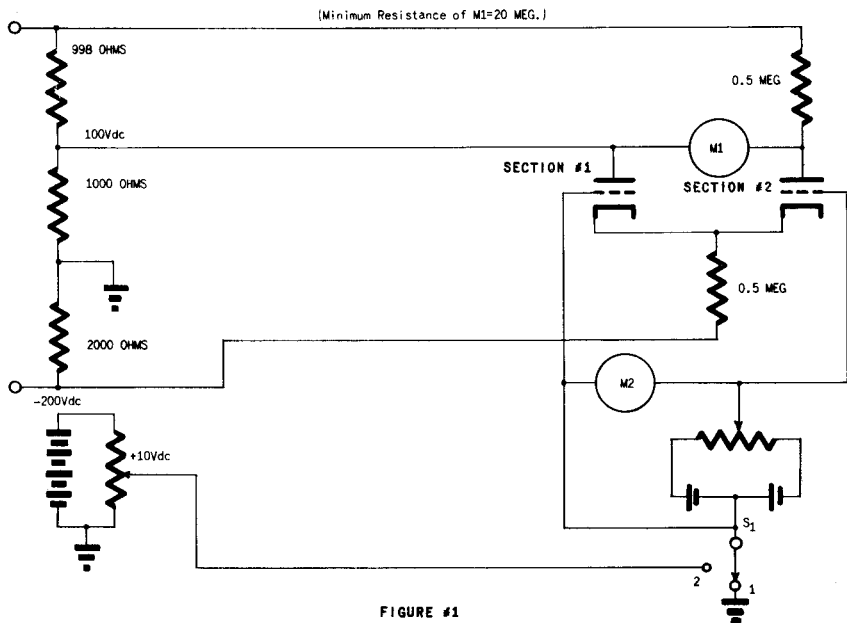 (Minimum Resistance of M1=20 MEG.)
998 OHMS
0.5 MEG
100Vdc
M1
SECTION #1
SECTION #2
1000 OHMS
0.5 MEG
2000 OHMS
M2
-200Vdc
+10Vdc
S1
2
1
FIGURE #1